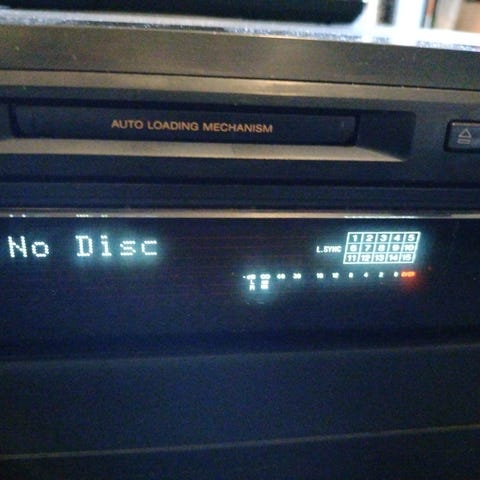 AUTO LOADING MECHANISM
No Disc
L.SYNC
1 2 3 4 5
6 7 8 9 10
11 12 13 14 15
OVER